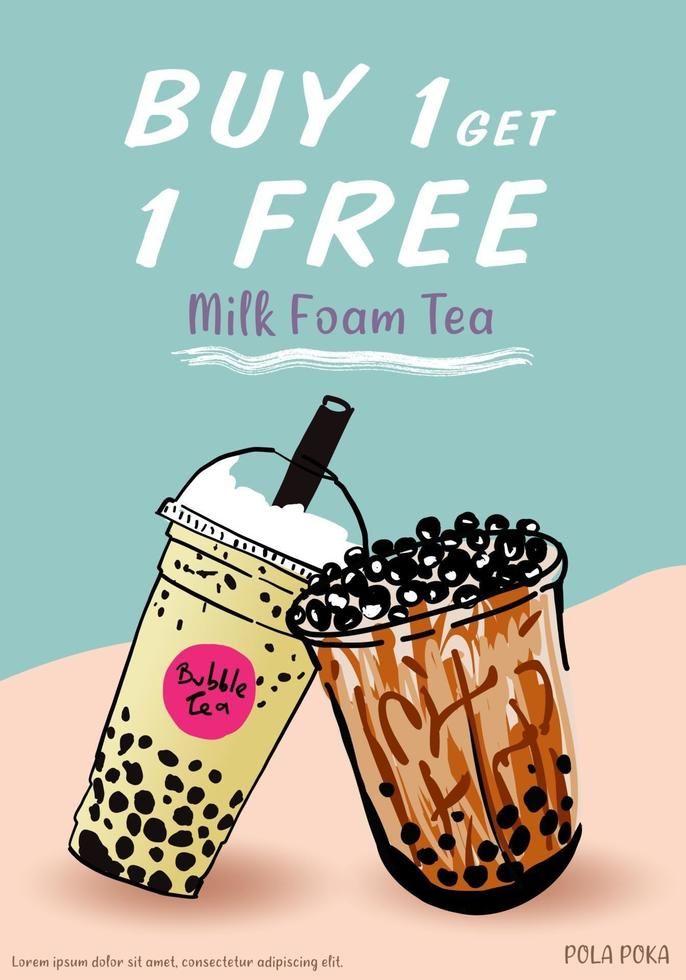 BUY 1 GET
1 FREE
Milk Foam Tea
Bubble
Tea
Lorem ipsum dolor sit amet, consectetur adipiscing elit.
POLA POKA